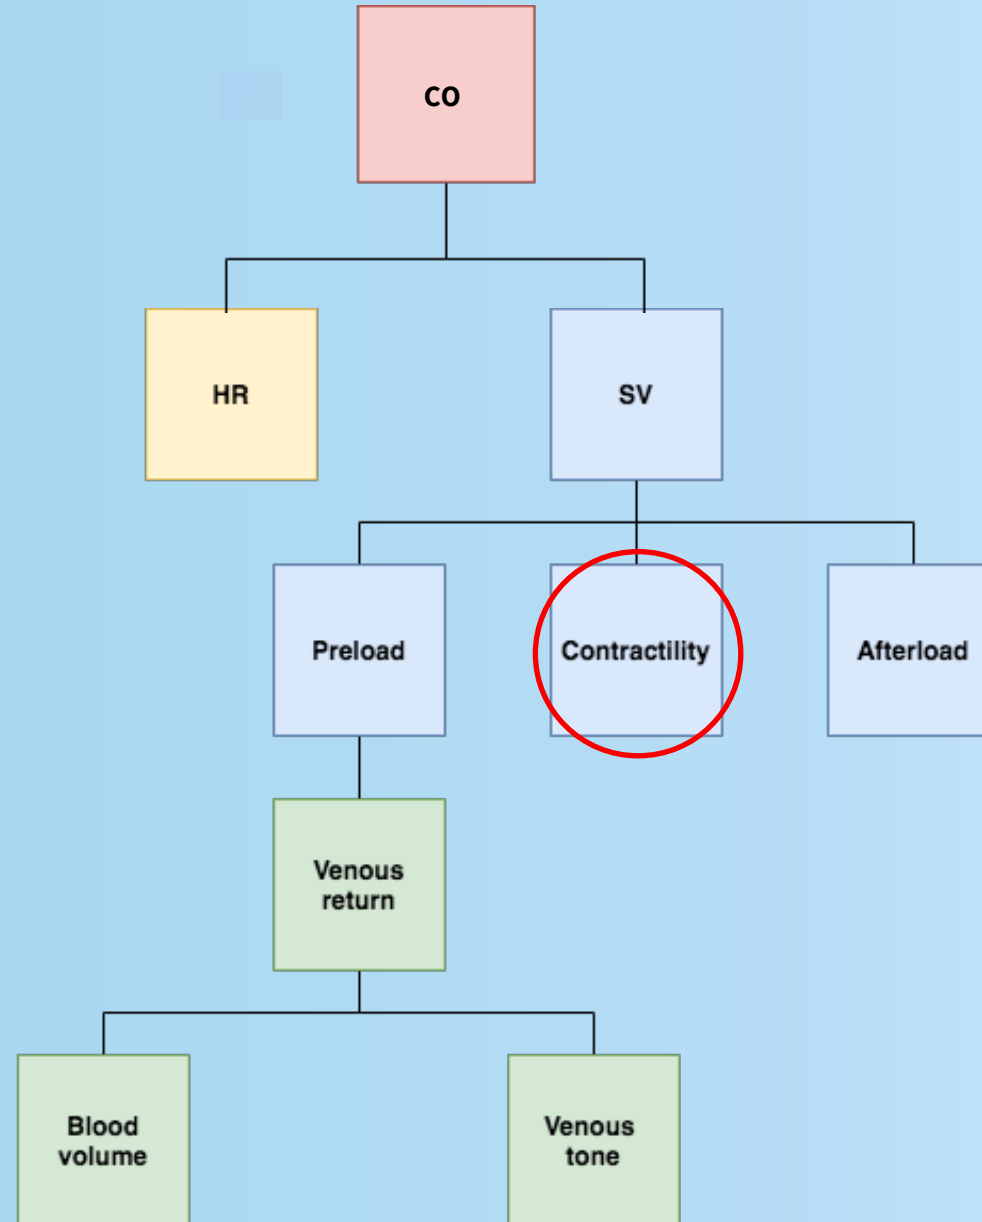 CO
HR
SV
Preload
Contractility
Afterload
Venous
return
Blood
volume
Venous
tone